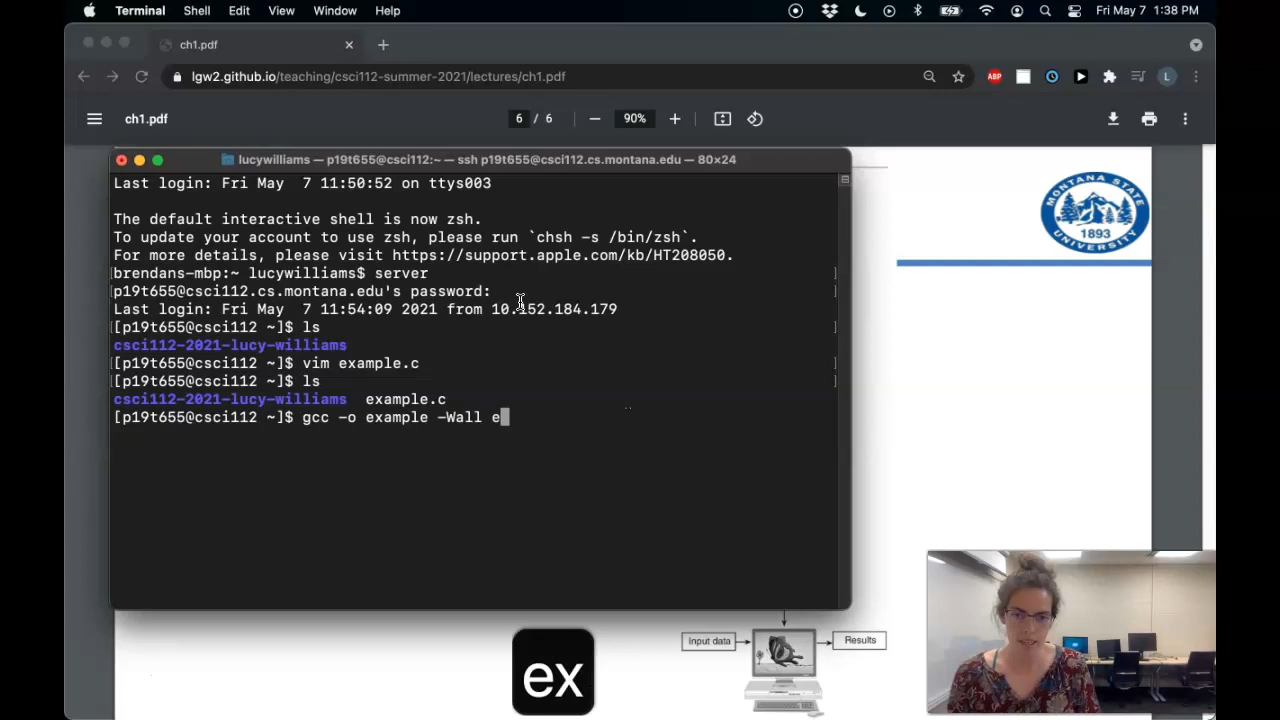 Terminal Shell Edit View Window Help Fri May 7 1:38 PM
ch1.pdf
lgw2.github.io/teaching/csci112-summer-2021/lectures/ch1.pdf ABP L
ch1.pdf 6 / 6 90%
lucywilliams — p19t655@csci112:~ — ssh p19t655@csci112.cs.montana.edu — 80×24
Last login: Fri May  7 11:50:52 on ttys003
The default interactive shell is now zsh.
To update your account to use zsh, please run `chsh -s /bin/zsh`.
For more details, please visit https://support.apple.com/kb/HT208050.
brendans-mbp:~ lucywilliams$ server
p19t655@csci112.cs.montana.edu's password:
Last login: Fri May  7 11:54:09 2021 from 10.152.184.179
[p19t655@csci112 ~]$ ls
csci112-2021-lucy-williams
[p19t655@csci112 ~]$ vim example.c
[p19t655@csci112 ~]$ ls
csci112-2021-lucy-williams  example.c
[p19t655@csci112 ~]$ gcc -o example -Wall e
MONTANA STATE
UNIVERSITY
1893
Input data
Results
ex